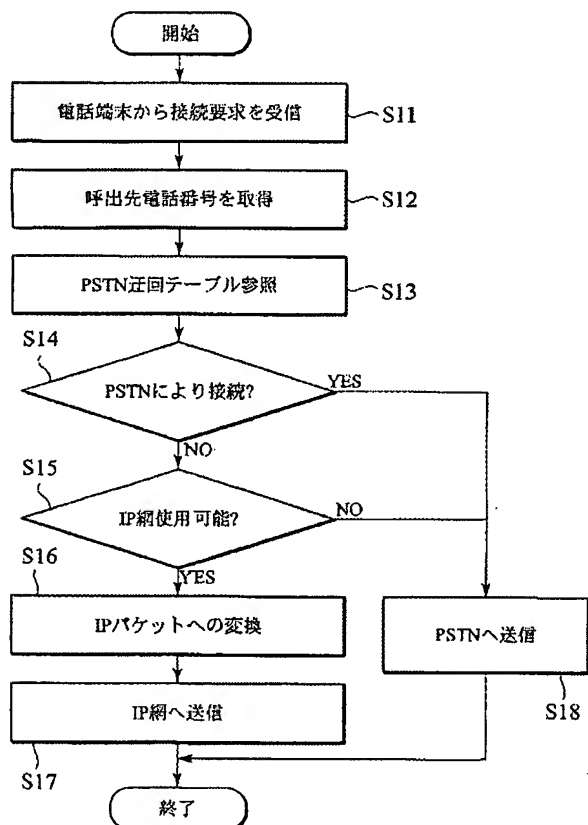 開始
電話端末から接続要求を受信
S11
呼出先電話番号を取得
S12
PSTN迂回テーブル参照
S13
S14
PSTNにより接続?
YES
NO
S15
IP網使用可能?
NO
YES
S16
IPパケットへの変換
PSTNへ送信
S18
IP網へ送信
S17
終了